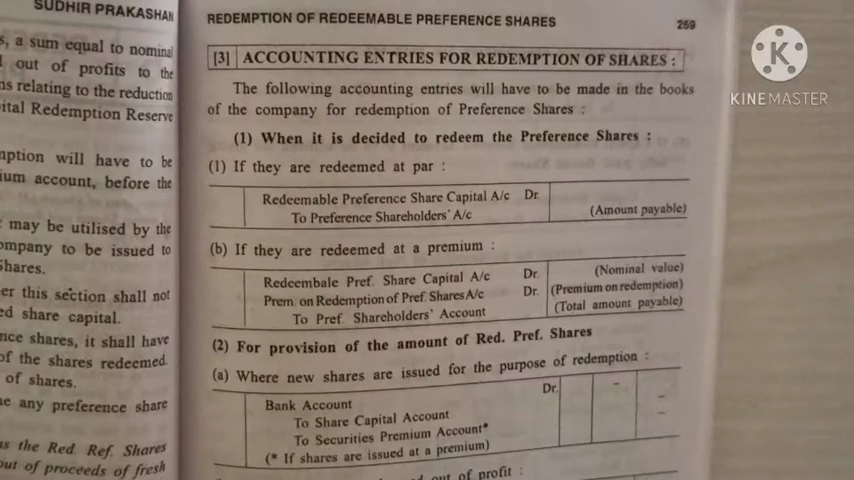 SUDHIR PRAKASHAN
s, a sum equal to nominal
out of profits to the
ns relating to the reduction
ital Redemption Reserve
mption will have to be
ium account, before the
may be utilised by the
ompany to be issued to
Shares.
er this section shall not
ed share capital.
nce shares, it shall have
of the shares redeemed.
of shares.
e any preference share
as the Red. Ref. Shares
out of proceeds of fresh
REDEMPTION OF REDEEMABLE PREFERENCE SHARES 269
[3] ACCOUNTING ENTRIES FOR REDEMPTION OF SHARES :
The following accounting entries will have to be made in the books
of the company for redemption of Preference Shares :
(1) When it is decided to redeem the Preference Shares :
(1) If they are redeemed at par :
Redeemable Preference Share Capital A/c Dr.
To Preference Shareholders' A/c (Amount payable)
(b) If they are redeemed at a premium :
Redeembale Pref. Share Capital A/c Dr. (Nominal value)
Prem. on Redemption of Pref. Shares A/c Dr. (Premium on redemption)
To Pref. Shareholders' Account (Total amount payable)
(2) For provision of the amount of Red. Pref. Shares
(a) Where new shares are issued for the purpose of redemption :
Bank Account Dr. –
To Share Capital Account –
To Securities Premium Account* –
(* If shares are issued at a premium)
out of profit :
K
KINEMASTER